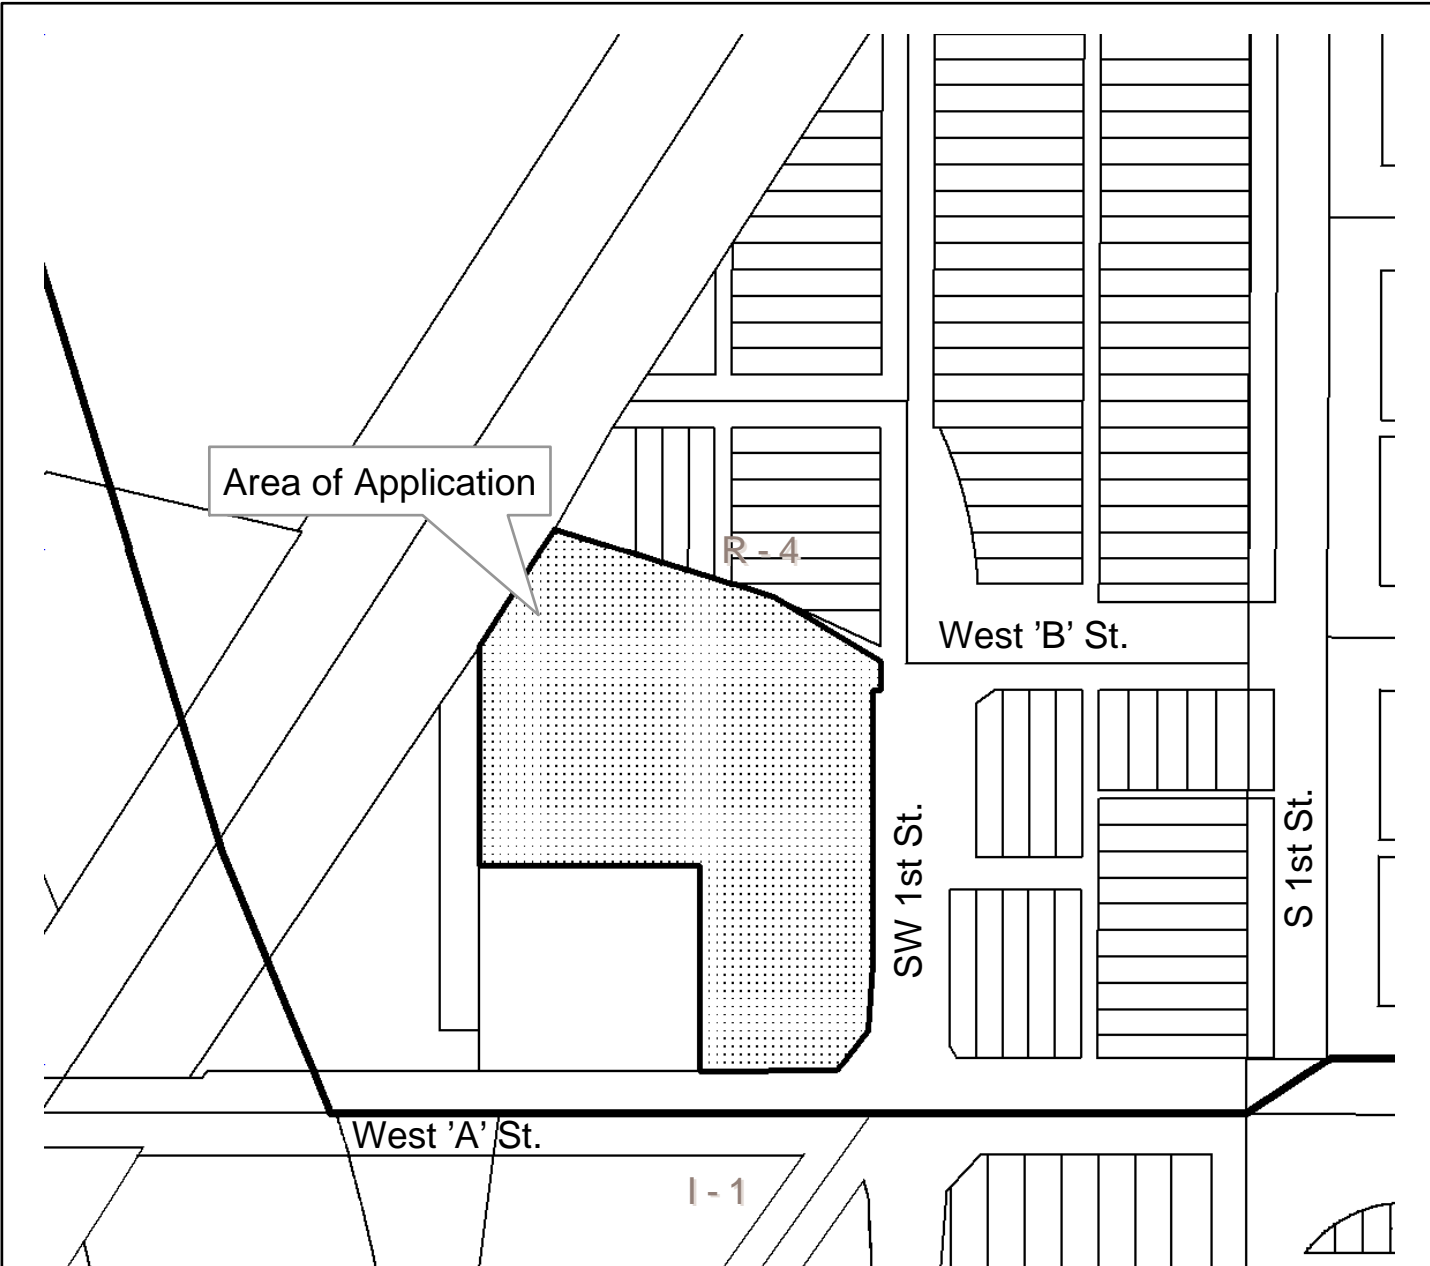 Area of Application
R - 4
West 'B' St.
SW 1st St.
S 1st St.
West 'A' St.
I - 1